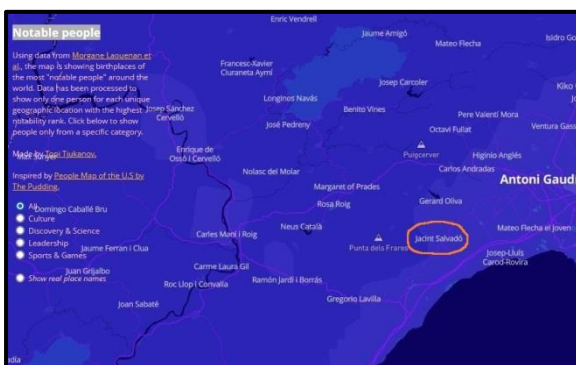 Notable people
Using data from Morgane Laouenan et
al., the map is showing birthplaces of
the most "notable people" around the
world. Data has been processed to
show only one person for each unique
geographic location with the highest
notability rank. Click below to show
people only from a specific category.
Made by Topi Tjukanov.
Inspired by People Map of the U.S by
The Pudding.
All
Culture
Discovery & Science
Leadership
Sports & Games
Show real place names
Enric Vendrell
Jaume Amigó
Mateo Flecha
Isidro Go
Francesc-Xavier
Ciuraneta Aymí
Josep Carcoler
Kiko
Longinos Navás
Josep Sánchez
Cervelló
Benito Vines
Pere Valentí Mora
José Pedreny
Octavi Fullat
Ventura Gass
Enrique de
Ossó i Cervelló
Puigcerver
Higinio Anglés
Nolasc del Molar
Carlos Andradas
Antoni Gaudí
Margaret of Prades
Rosa Roig
Gerard Oliva
Domingo Caballé Bru
Neus Català
Mateo Flecha el Joven
Carles Mani i Roig
Jacint Salvadó
Jaume Ferran i Clua
Punta dels Frares
Josep-Lluís
Carod-Rovira
Juan Grijalbo
Carme Laura Gil
Ramón Jardí i Borrás
Roc Llop i Convalla
Joan Sabaté
Gregorio Lavilla
adía